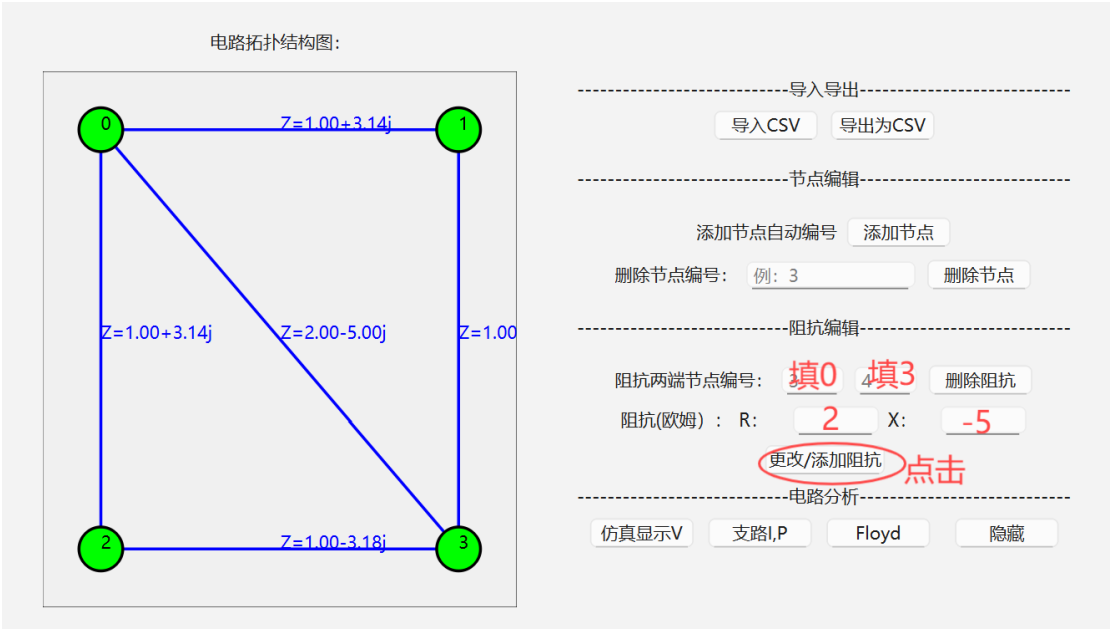 电路拓扑结构图:
0
Z=1.00+3.14j
1
Z=1.00+3.14j
Z=2.00-5.00j
Z=1.00
2
Z=1.00-3.18j
3
----------------------------导入导出----------------------------
导入CSV 导出为CSV
----------------------------节点编辑----------------------------
添加节点自动编号 添加节点
删除节点编号: 例: 3 删除节点
----------------------------阻抗编辑----------------------------
阻抗两端节点编号: 3 填0 4 填3 删除阻抗
阻抗(欧姆) : R: 2 X: -5
更改/添加阻抗 点击
----------------------------电路分析----------------------------
仿真显示V 支路I,P Floyd 隐藏